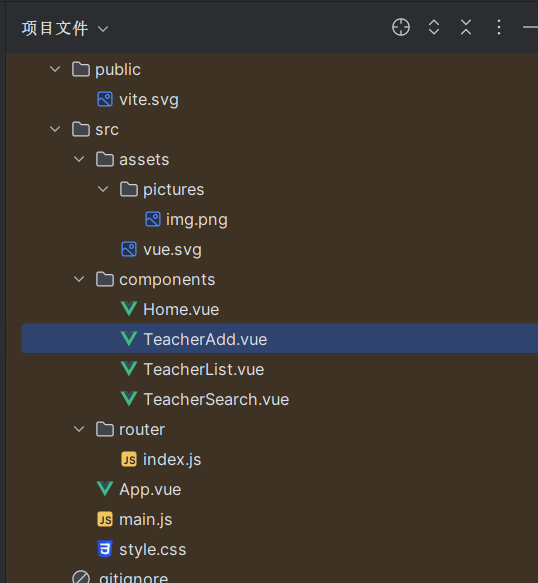 项目文件
public
vite.svg
src
assets
pictures
img.png
vue.svg
components
Home.vue
TeacherAdd.vue
TeacherList.vue
TeacherSearch.vue
router
JS index.js
App.vue
JS main.js
style.css
.gitignore